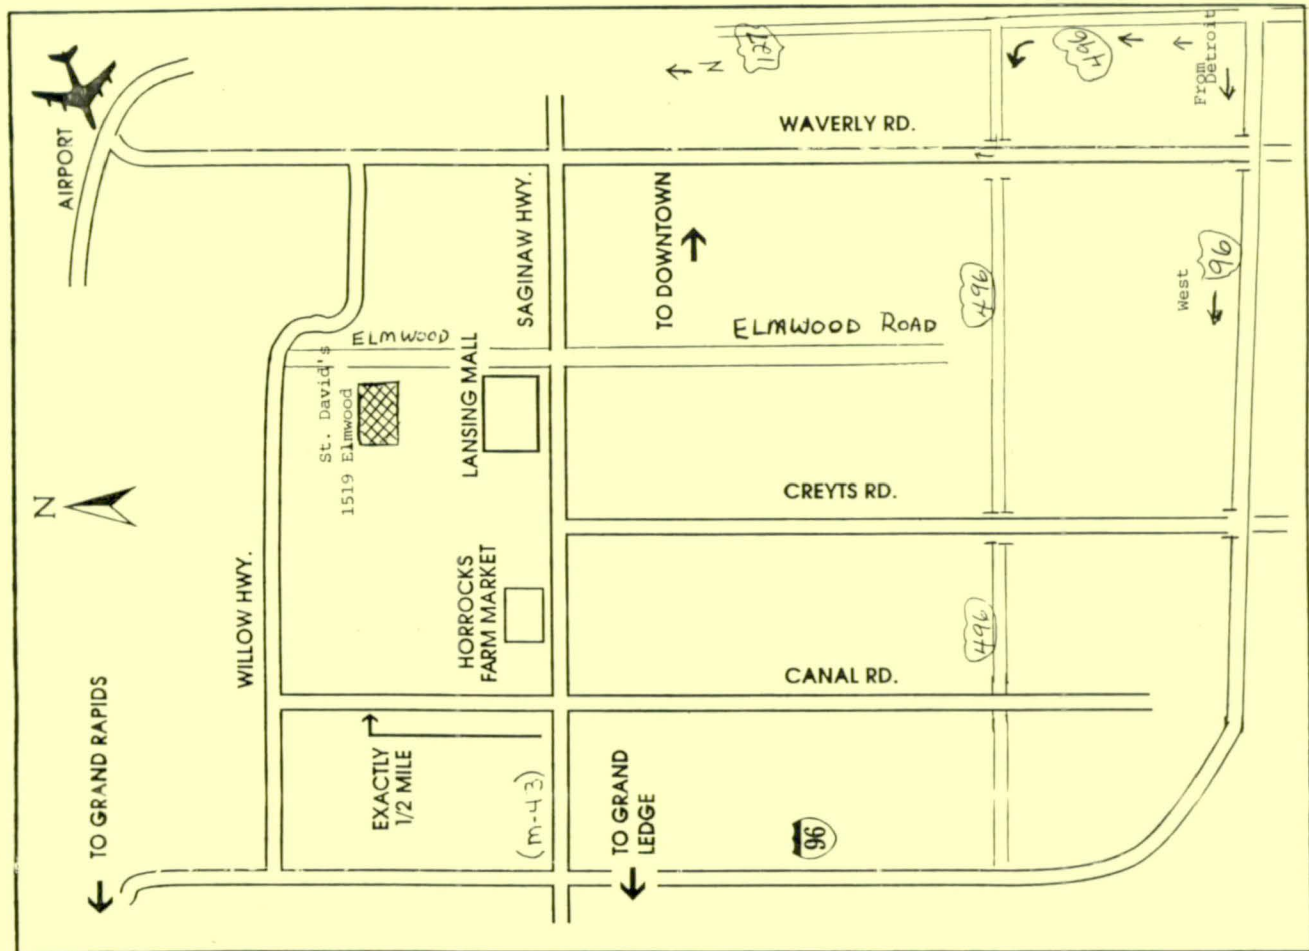 AIRPORT
N
127
496
From
Detroit
WAVERLY RD.
SAGINAW HWY.
TO DOWNTOWN
496
West
96
ELMWOOD
ELMWOOD ROAD
St. David's
1519 Elmwood
LANSING MALL
N
CREYTS RD.
WILLOW HWY.
HORROCKS
FARM MARKET
496
CANAL RD.
TO GRAND RAPIDS
EXACTLY
1/2 MILE
(M-43)
TO GRAND
LEDGE
96